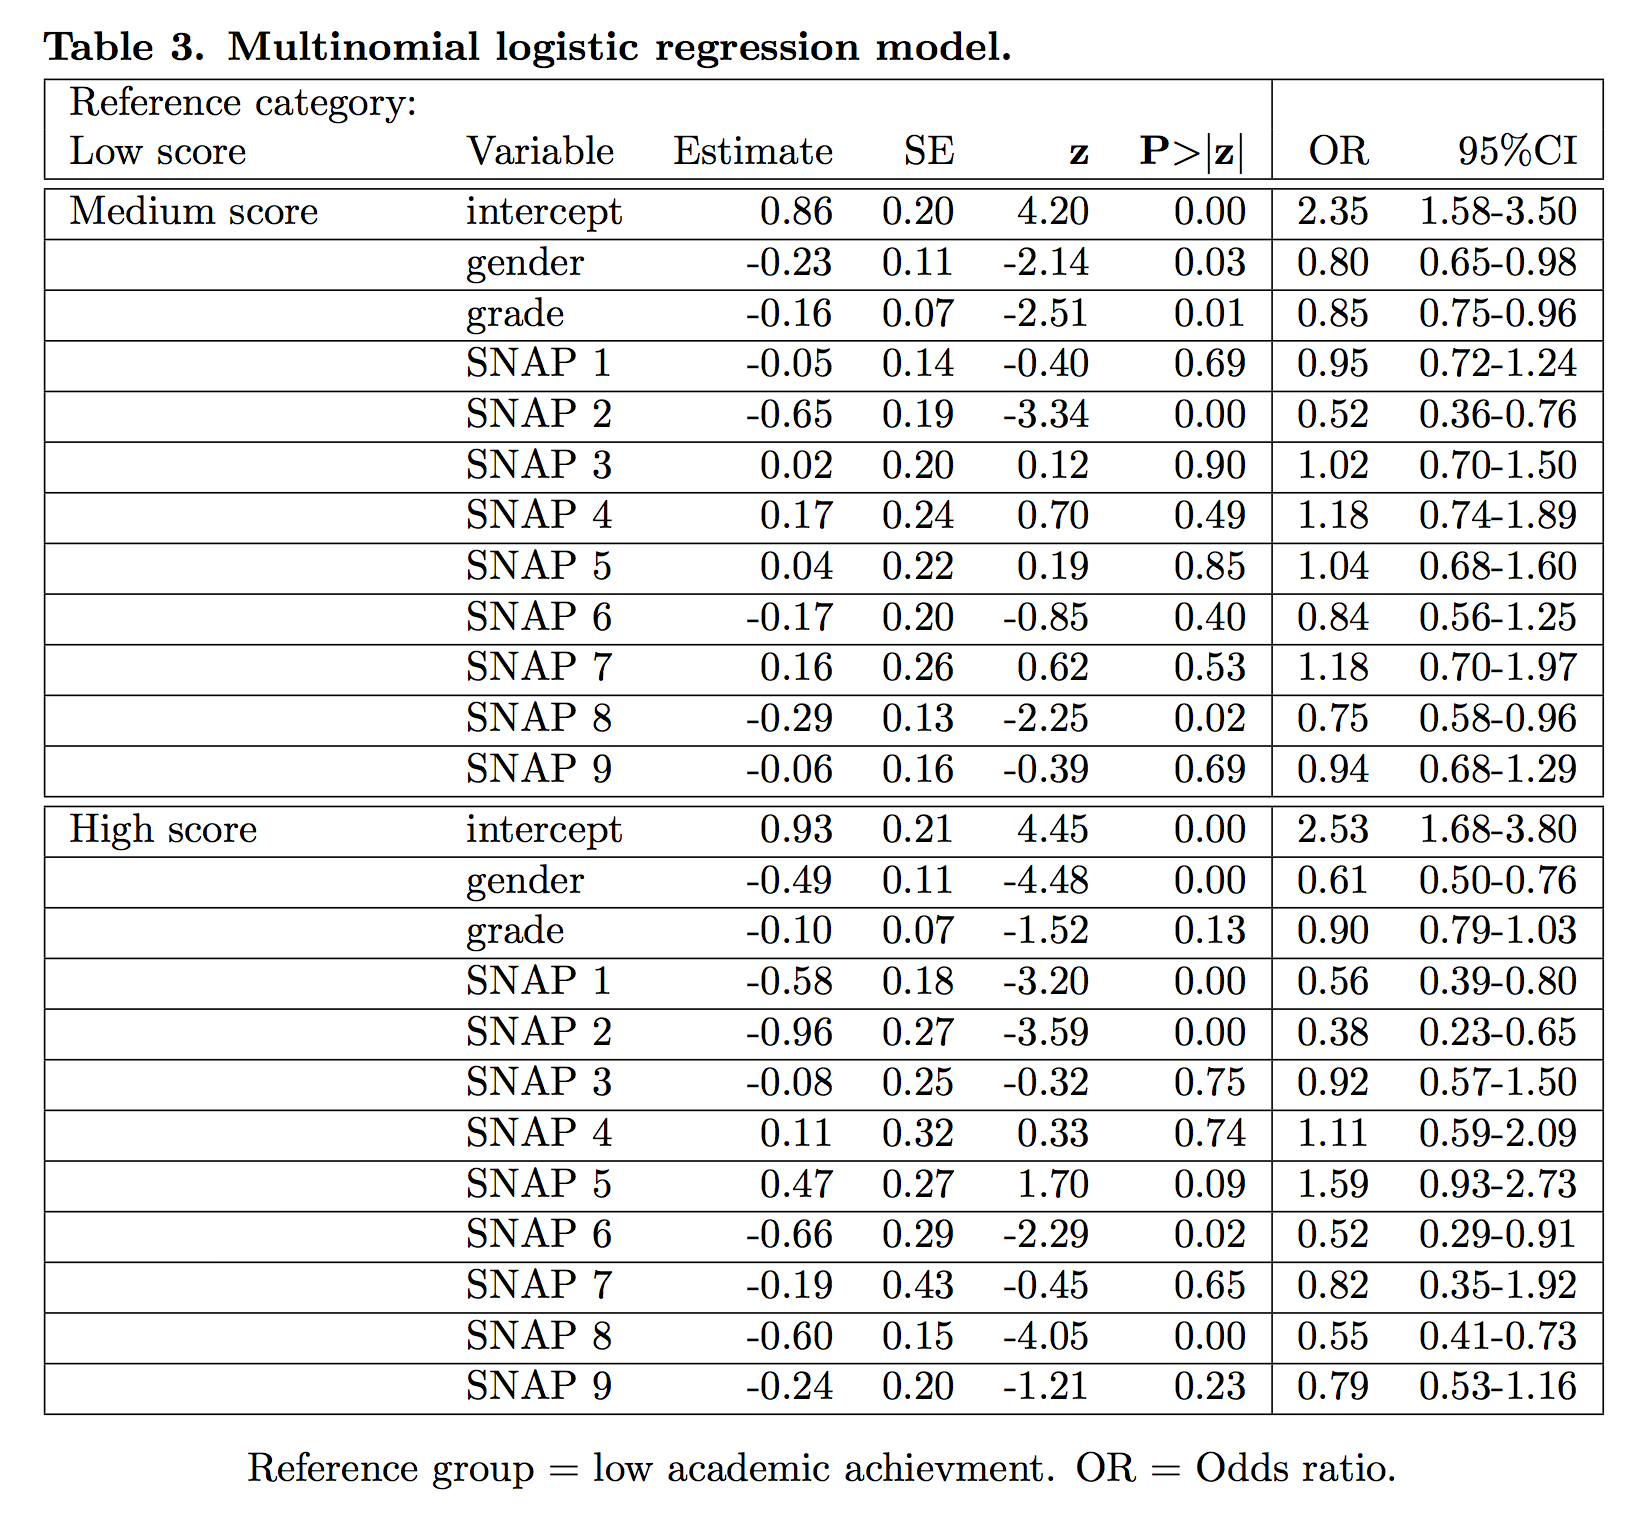 Table 3. Multinomial logistic regression model.
Reference category:
Low score Variable Estimate SE z P>|z| OR 95%CI
Medium score intercept 0.86 0.20 4.20 0.00 2.35 1.58-3.50
gender -0.23 0.11 -2.14 0.03 0.80 0.65-0.98
grade -0.16 0.07 -2.51 0.01 0.85 0.75-0.96
SNAP 1 -0.05 0.14 -0.40 0.69 0.95 0.72-1.24
SNAP 2 -0.65 0.19 -3.34 0.00 0.52 0.36-0.76
SNAP 3 0.02 0.20 0.12 0.90 1.02 0.70-1.50
SNAP 4 0.17 0.24 0.70 0.49 1.18 0.74-1.89
SNAP 5 0.04 0.22 0.19 0.85 1.04 0.68-1.60
SNAP 6 -0.17 0.20 -0.85 0.40 0.84 0.56-1.25
SNAP 7 0.16 0.26 0.62 0.53 1.18 0.70-1.97
SNAP 8 -0.29 0.13 -2.25 0.02 0.75 0.58-0.96
SNAP 9 -0.06 0.16 -0.39 0.69 0.94 0.68-1.29
High score intercept 0.93 0.21 4.45 0.00 2.53 1.68-3.80
gender -0.49 0.11 -4.48 0.00 0.61 0.50-0.76
grade -0.10 0.07 -1.52 0.13 0.90 0.79-1.03
SNAP 1 -0.58 0.18 -3.20 0.00 0.56 0.39-0.80
SNAP 2 -0.96 0.27 -3.59 0.00 0.38 0.23-0.65
SNAP 3 -0.08 0.25 -0.32 0.75 0.92 0.57-1.50
SNAP 4 0.11 0.32 0.33 0.74 1.11 0.59-2.09
SNAP 5 0.47 0.27 1.70 0.09 1.59 0.93-2.73
SNAP 6 -0.66 0.29 -2.29 0.02 0.52 0.29-0.91
SNAP 7 -0.19 0.43 -0.45 0.65 0.82 0.35-1.92
SNAP 8 -0.60 0.15 -4.05 0.00 0.55 0.41-0.73
SNAP 9 -0.24 0.20 -1.21 0.23 0.79 0.53-1.16
Reference group = low academic achievment. OR = Odds ratio.